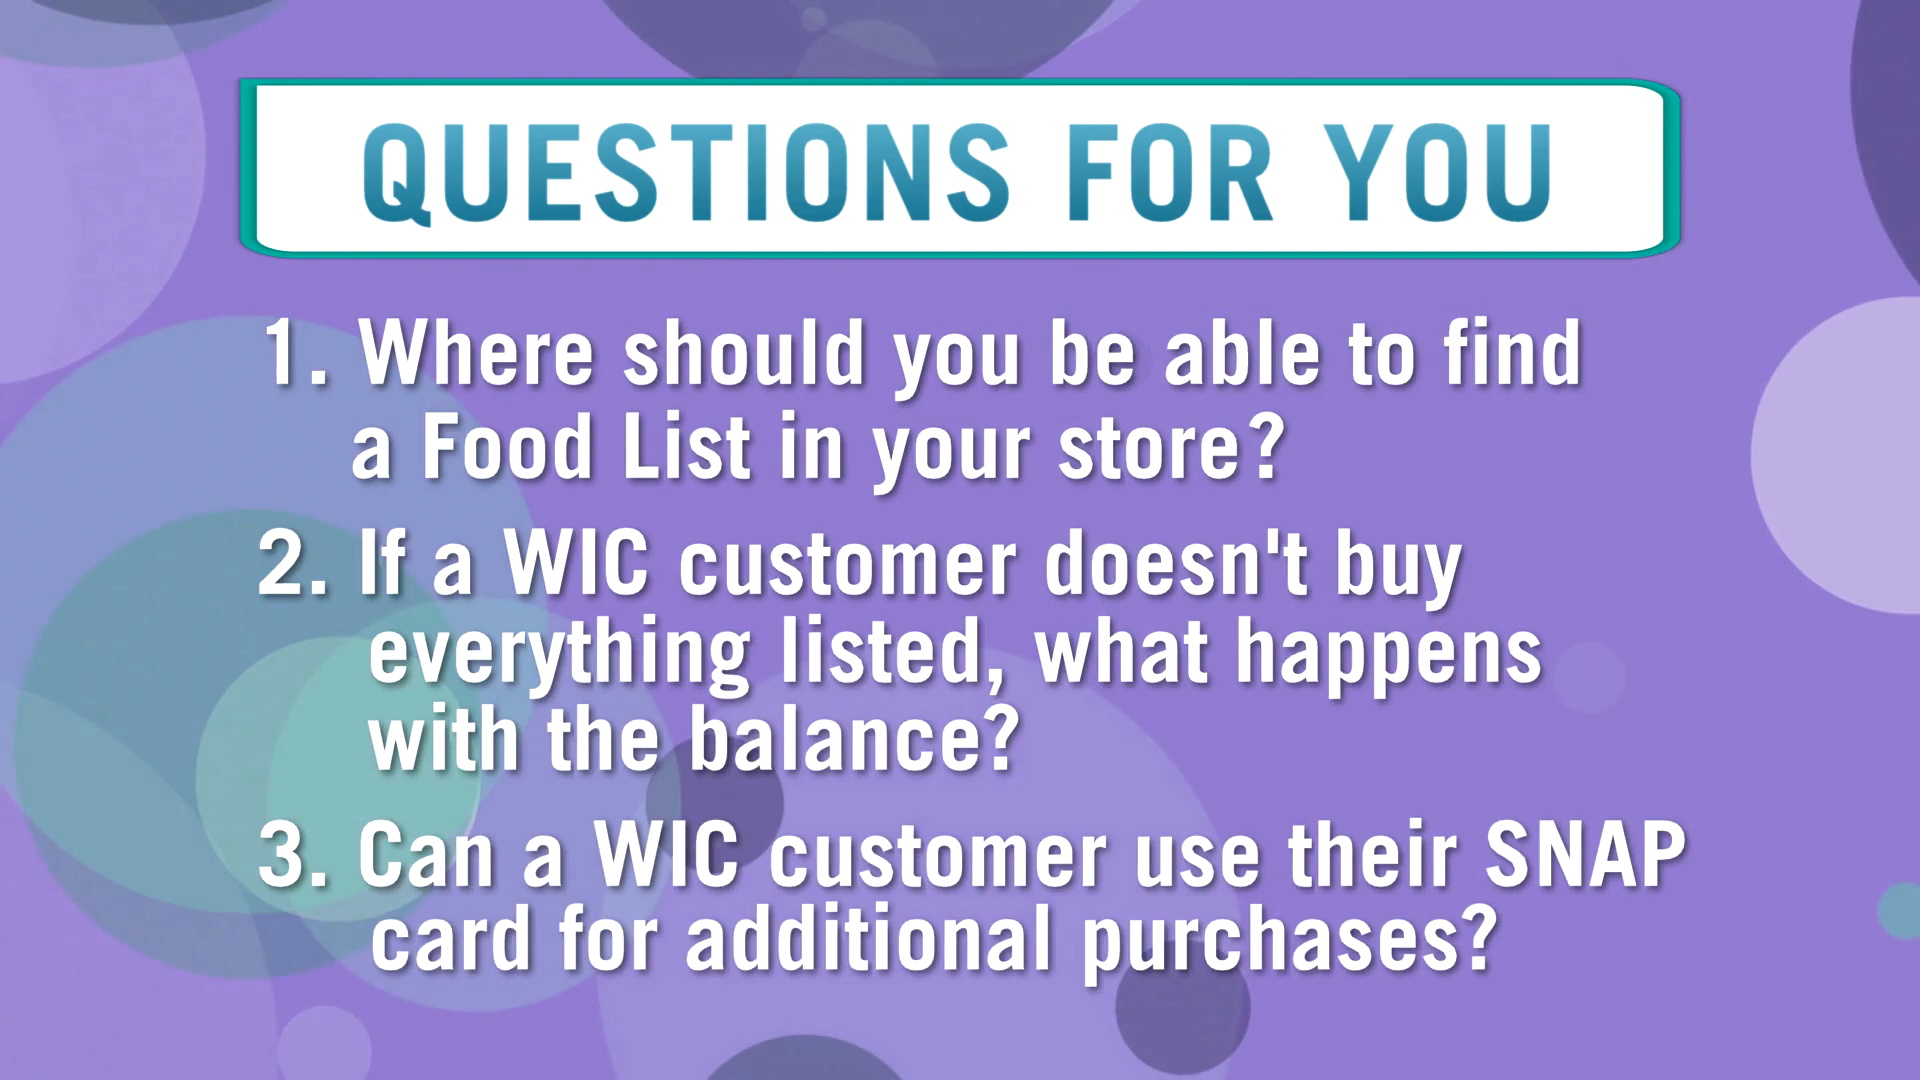 QUESTIONS FOR YOU
1. Where should you be able to find
a Food List in your store?
2. If a WIC customer doesn't buy
everything listed, what happens
with the balance?
3. Can a WIC customer use their SNAP
card for additional purchases?